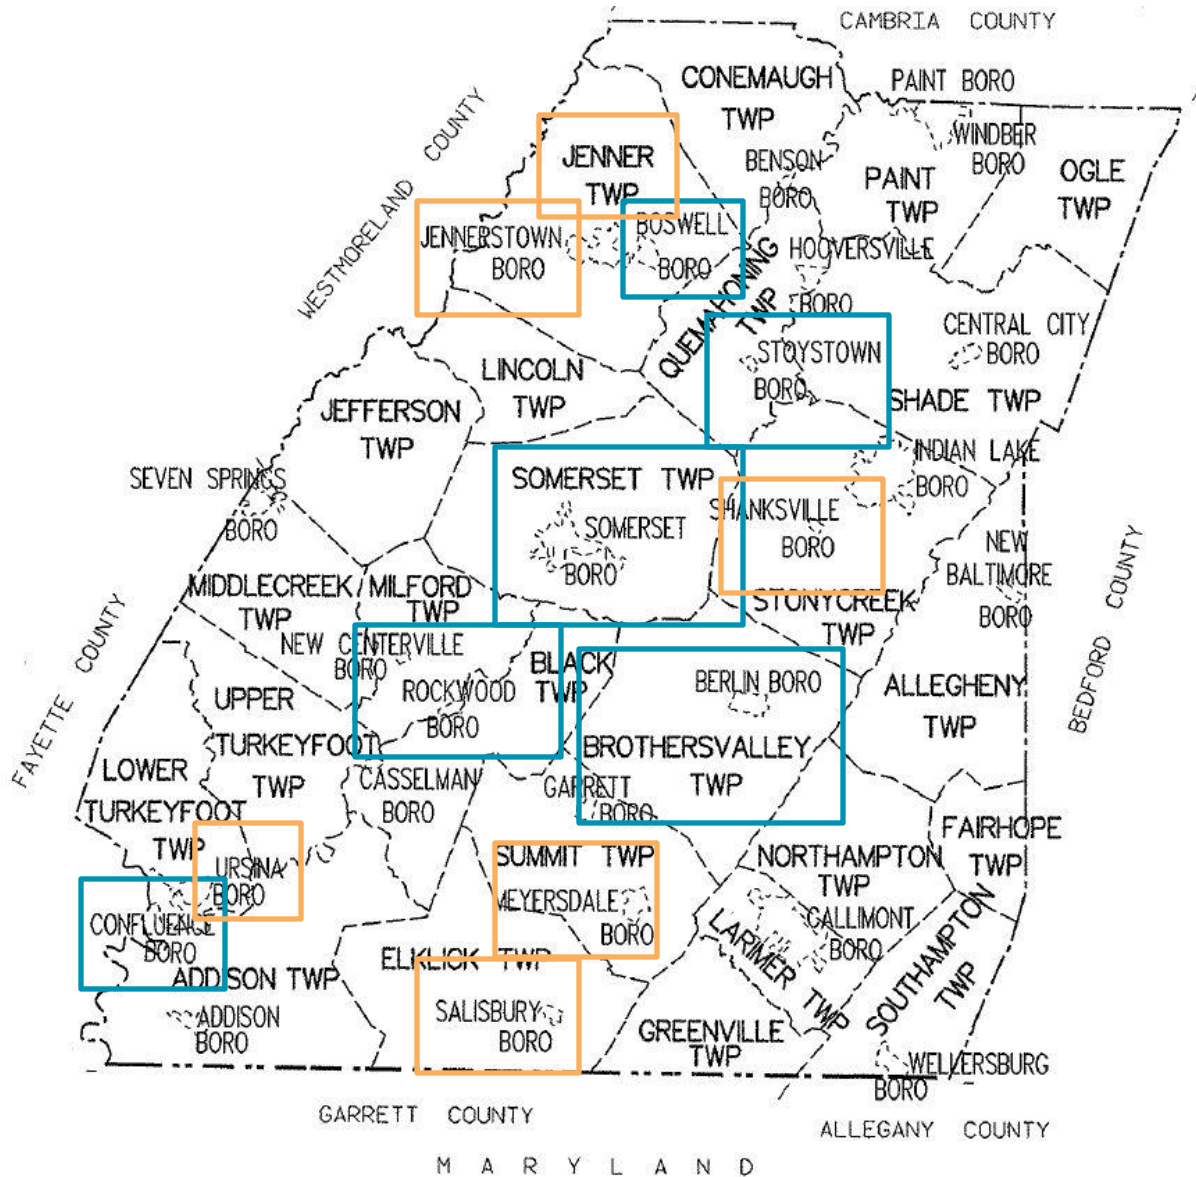 CAMBRIA COUNTY
CONEMAUGH
TWP
PAINT BORO
WINDBER
BORO
WESTMORELAND COUNTY
JENNER
TWP
BENSON
BORO
PAINT
TWP
OGLE
TWP
JENNERSTOWN
BORO
BOSWELL
BORO
HOOVERSVILLE
BORO
QUEMAHONING
TWP
CENTRAL CITY
BORO
STOYSTOWN
BORO
LINCOLN
TWP
JEFFERSON
TWP
SHADE TWP
SEVEN SPRINGS
BORO
SOMERSET TWP
SOMERSET
BORO
INDIAN LAKE
BORO
SHANKSVILLE
BORO
NEW
BALTIMORE
BORO
BEDFORD COUNTY
MIDDLECREEK
TWP
MILFORD
TWP
STONYCREEK
TWP
FAYETTE COUNTY
NEW CENTERVILLE
BORO
BLACK
TWP
ROCKWOOD
BORO
BERLIN BORO
ALLEGHENY
TWP
UPPER
TURKEYFOOT
TWP
BROTHERSVALLEY
TWP
LOWER
TURKEYFOOT
TWP
CASSELMAN
BORO
GARRETT
BORO
FAIRHOPE
TWP
URSINA
BORO
SUMMIT TWP
MEYERSDALE
BORO
NORTHAMPTON
TWP
CALLIMONT
BORO
LARIMER TWP
SOUTHAMPTON
TWP
CONFLUENCE
BORO
ADDISON TWP
ELKLICK TWP
ADDISON
BORO
SALISBURY
BORO
GREENVILLE
TWP
WELLERSBURG
BORO
GARRETT COUNTY
ALLEGANY COUNTY
MARYLAND